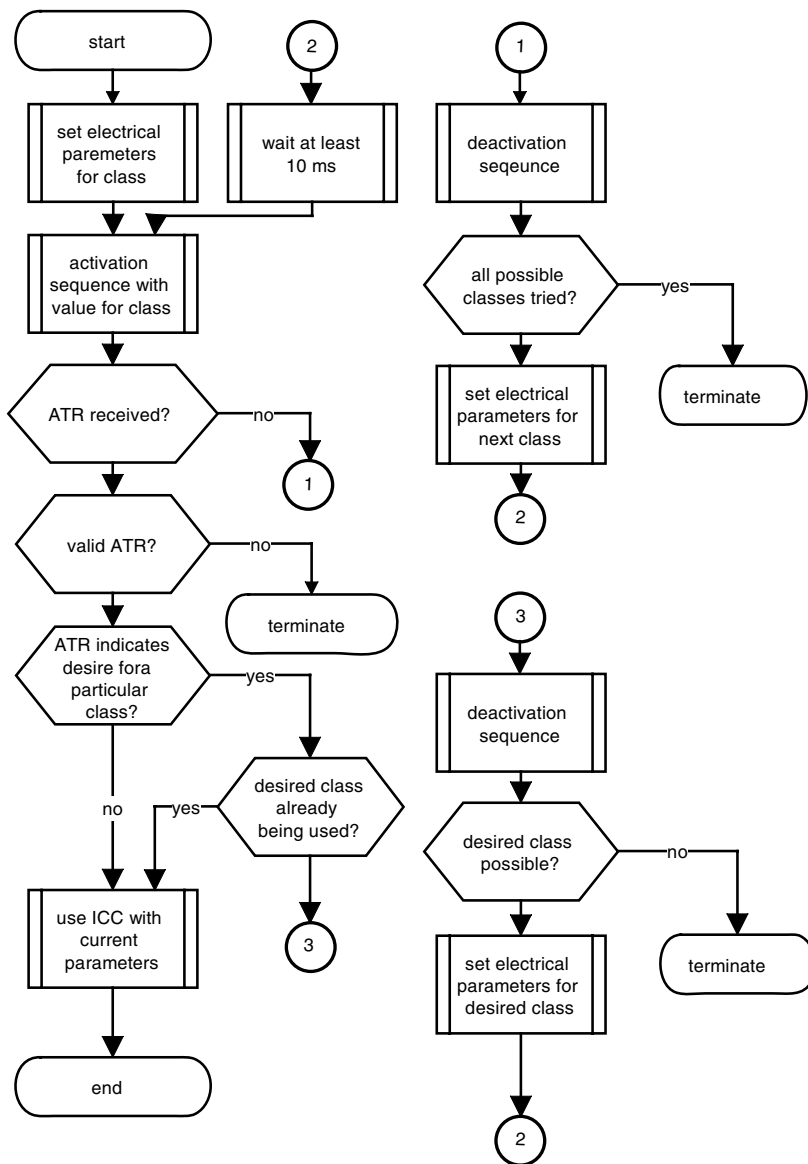 start
set electrical
paremeters
for class
2
wait at least
10 ms
activation
sequence with
value for class
ATR received?
no
1
valid ATR?
no
terminate
ATR indicates
desire fora
particular
class?
yes
desired class
already
being used?
no
yes
3
use ICC with
current
parameters
end
1
deactivation
seqeunce
all possible
classes tried?
yes
terminate
set electrical
parameters for
next class
2
3
deactivation
sequence
desired class
possible?
no
terminate
set electrical
parameters for
desired class
2